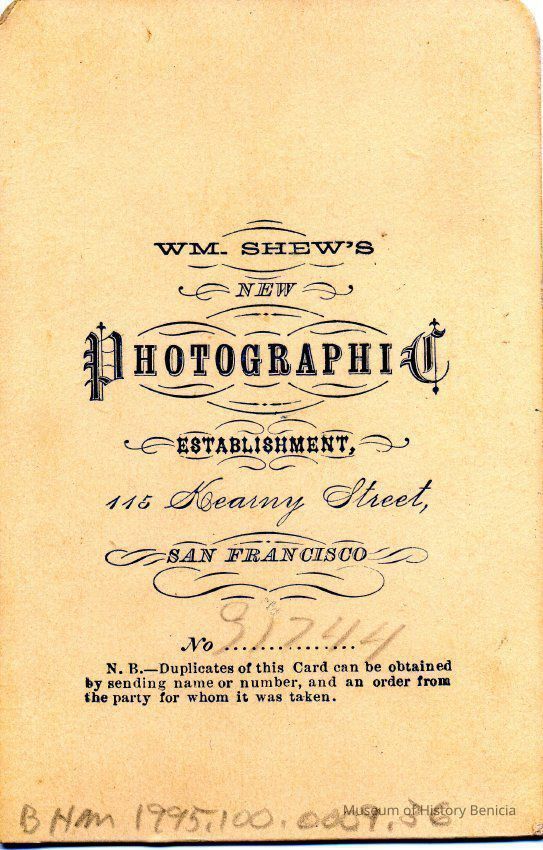 WM. SHEW'S
NEW
PHOTOGRAPHIC
ESTABLISHMENT,
115 Kearny Street,
SAN FRANCISCO
No ............... 31744
N. B.—Duplicates of this Card can be obtained
by sending name or number, and an order from
the party for whom it was taken.
Museum of History Benicia
BHM 1995.100.0009.56